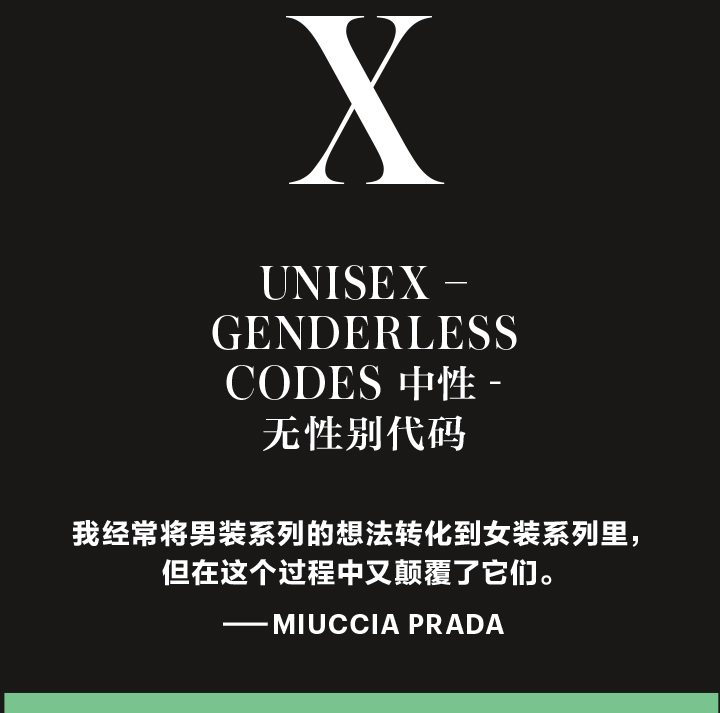 X
UNISEX –
GENDERLESS
CODES 中性 -
无性别代码
我经常将男装系列的想法转化到女装系列里，
但在这个过程中又颠覆了它们。
——MIUCCIA PRADA